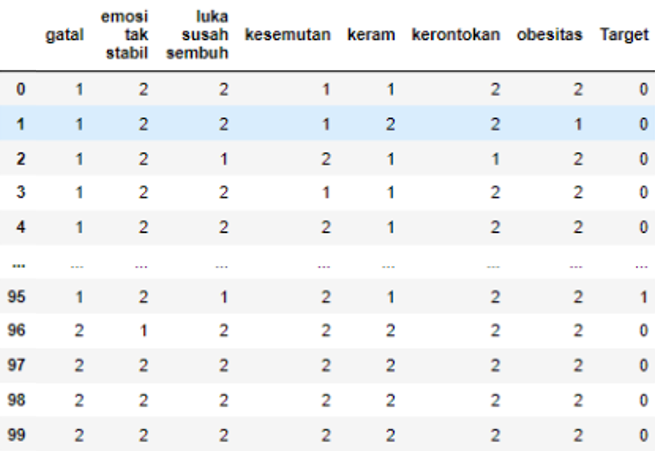 gatal emosi tak stabil luka susah sembuh kesemutan keram kerontokan obesitas Target
0 1 2 2 1 1 2 2 0
1 1 2 2 1 2 2 1 0
2 1 2 1 2 1 1 2 0
3 1 2 2 1 1 2 2 0
4 1 2 2 2 1 2 2 0
... ... ... ... ... ... ... ... ...
95 1 2 1 2 1 2 2 1
96 2 1 2 2 2 2 2 0
97 2 2 2 2 2 2 2 0
98 2 2 2 2 2 2 2 0
99 2 2 2 2 2 2 2 0